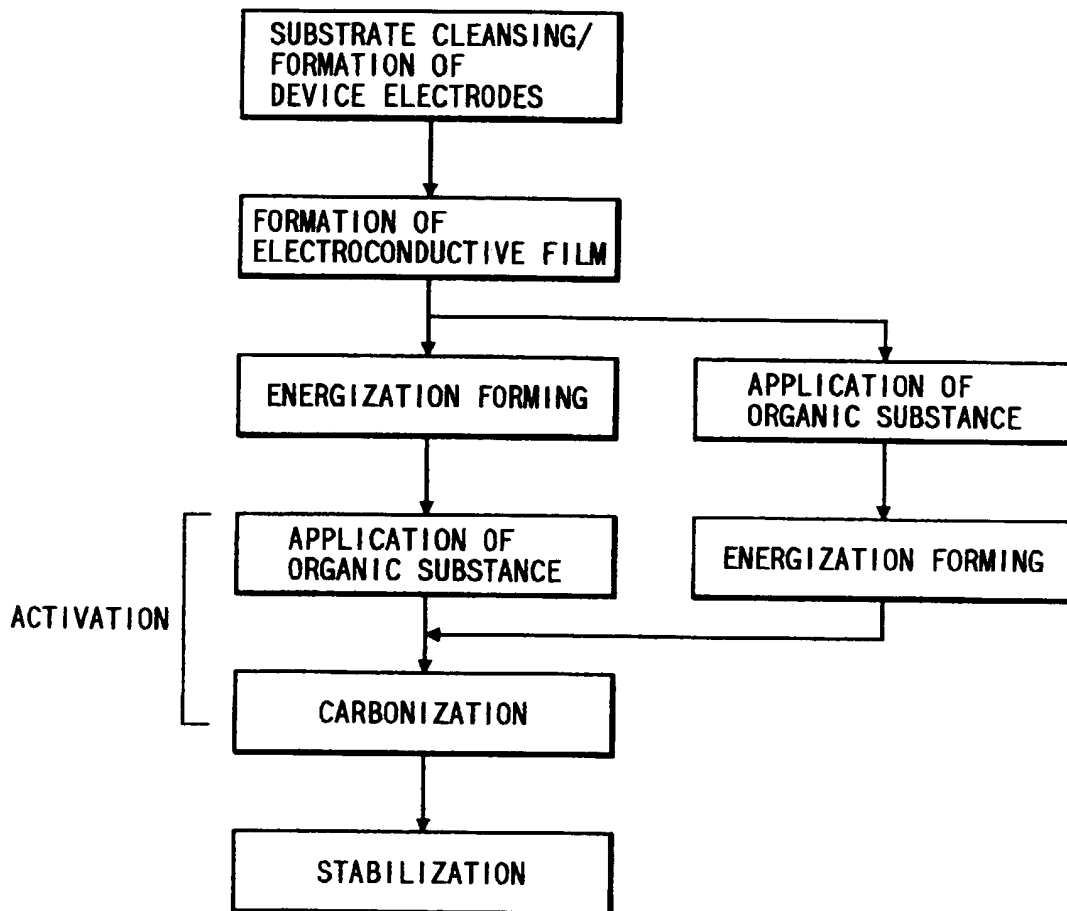 SUBSTRATE CLEANSING/
FORMATION OF
DEVICE ELECTRODES
FORMATION OF
ELECTROCONDUCTIVE FILM
ENERGIZATION FORMING
APPLICATION OF
ORGANIC SUBSTANCE
APPLICATION OF
ORGANIC SUBSTANCE
ENERGIZATION FORMING
ACTIVATION
CARBONIZATION
STABILIZATION